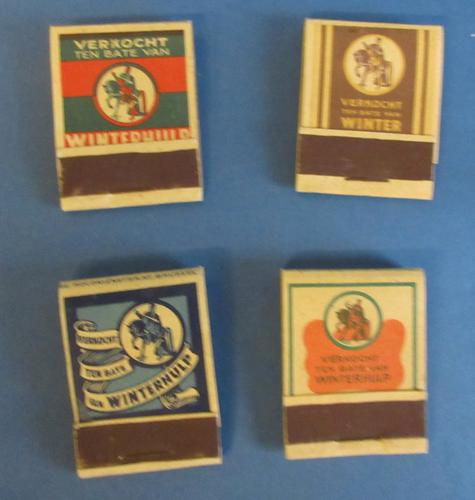 VERKOCHT
TEN BATE VAN
WINTERHULP
VERKOCHT
TEN BATE VAN
WINTER
VERKOCHT
TEN BATE
WINTERHULP
VERKOCHT
TEN BATE VAN
WINTERHULP